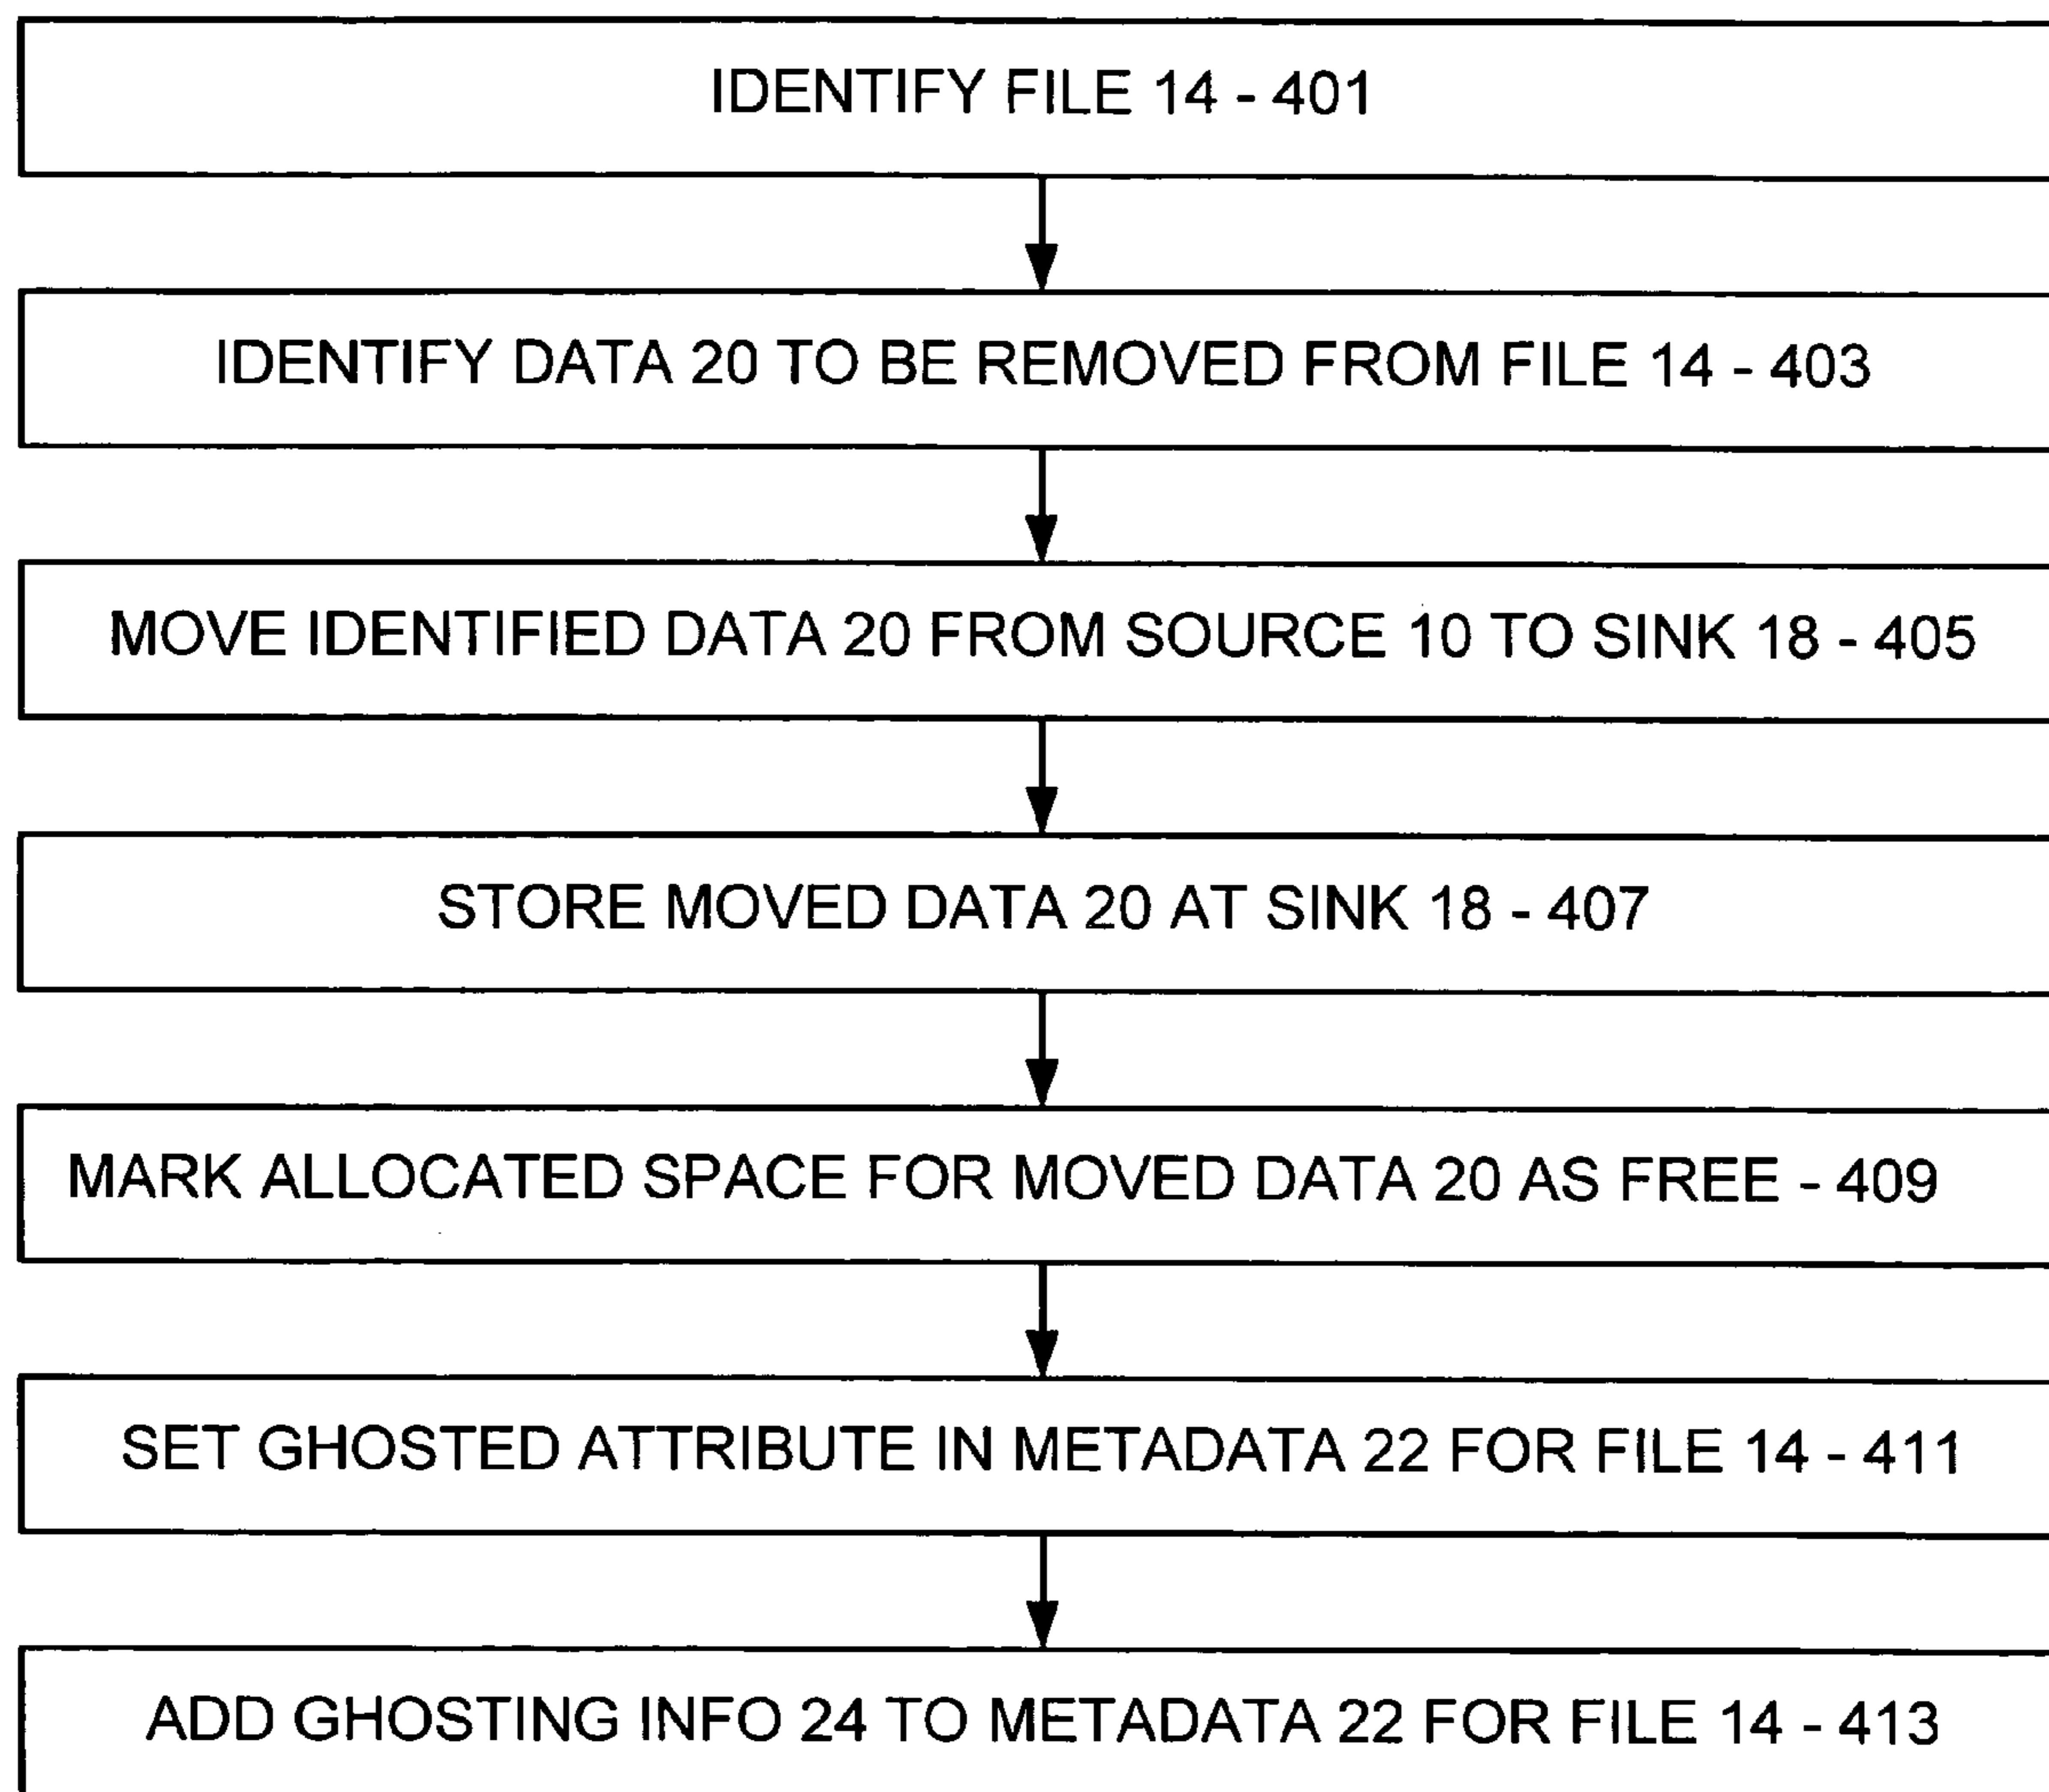 IDENTIFY FILE 14 - 401
IDENTIFY DATA 20 TO BE REMOVED FROM FILE 14 - 403
MOVE IDENTIFIED DATA 20 FROM SOURCE 10 TO SINK 18 - 405
STORE MOVED DATA 20 AT SINK 18 - 407
MARK ALLOCATED SPACE FOR MOVED DATA 20 AS FREE - 409
SET GHOSTED ATTRIBUTE IN METADATA 22 FOR FILE 14 - 411
ADD GHOSTING INFO 24 TO METADATA 22 FOR FILE 14 - 413